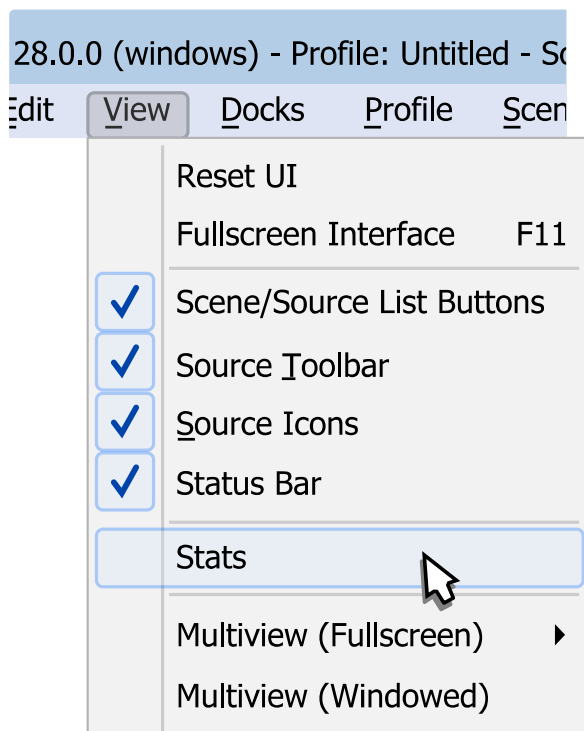 28.0.0 (windows) - Profile: Untitled - Sc
Edit View Docks Profile Scen
Reset UI
Fullscreen Interface F11
Scene/Source List Buttons
Source Toolbar
Source Icons
Status Bar
Stats
Multiview (Fullscreen)
Multiview (Windowed)